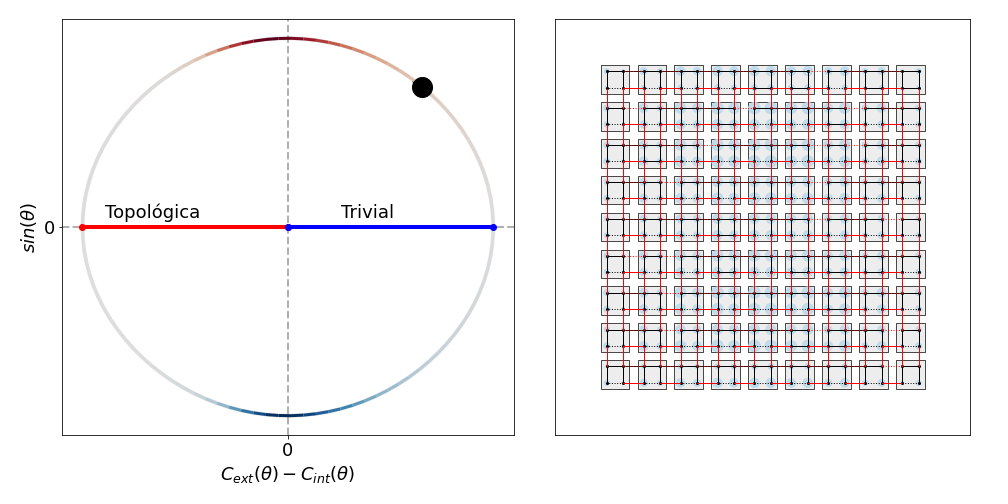 Topológica
Trivial
sin(θ)
0
0
C_ext(θ) − C_int(θ)